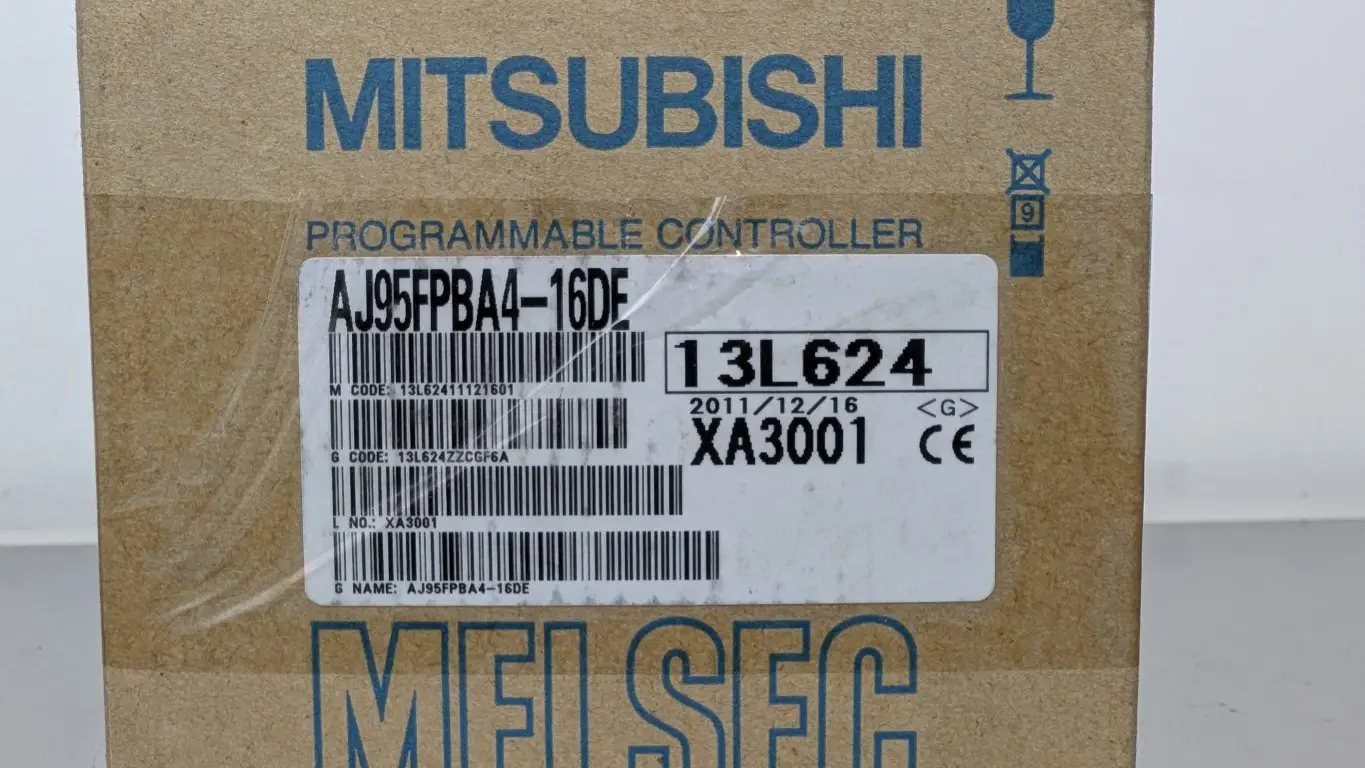 MITSUBISHI
9
PROGRAMMABLE CONTROLLER
AJ95FPBA4-16DE
13L624
M CODE: 13L62411121601
2011/12/16 <G>
XA3001 CE
G CODE: 13L624ZZCGF6A
L NO.: XA3001
G NAME: AJ95FPBA4-16DE
MELSEC